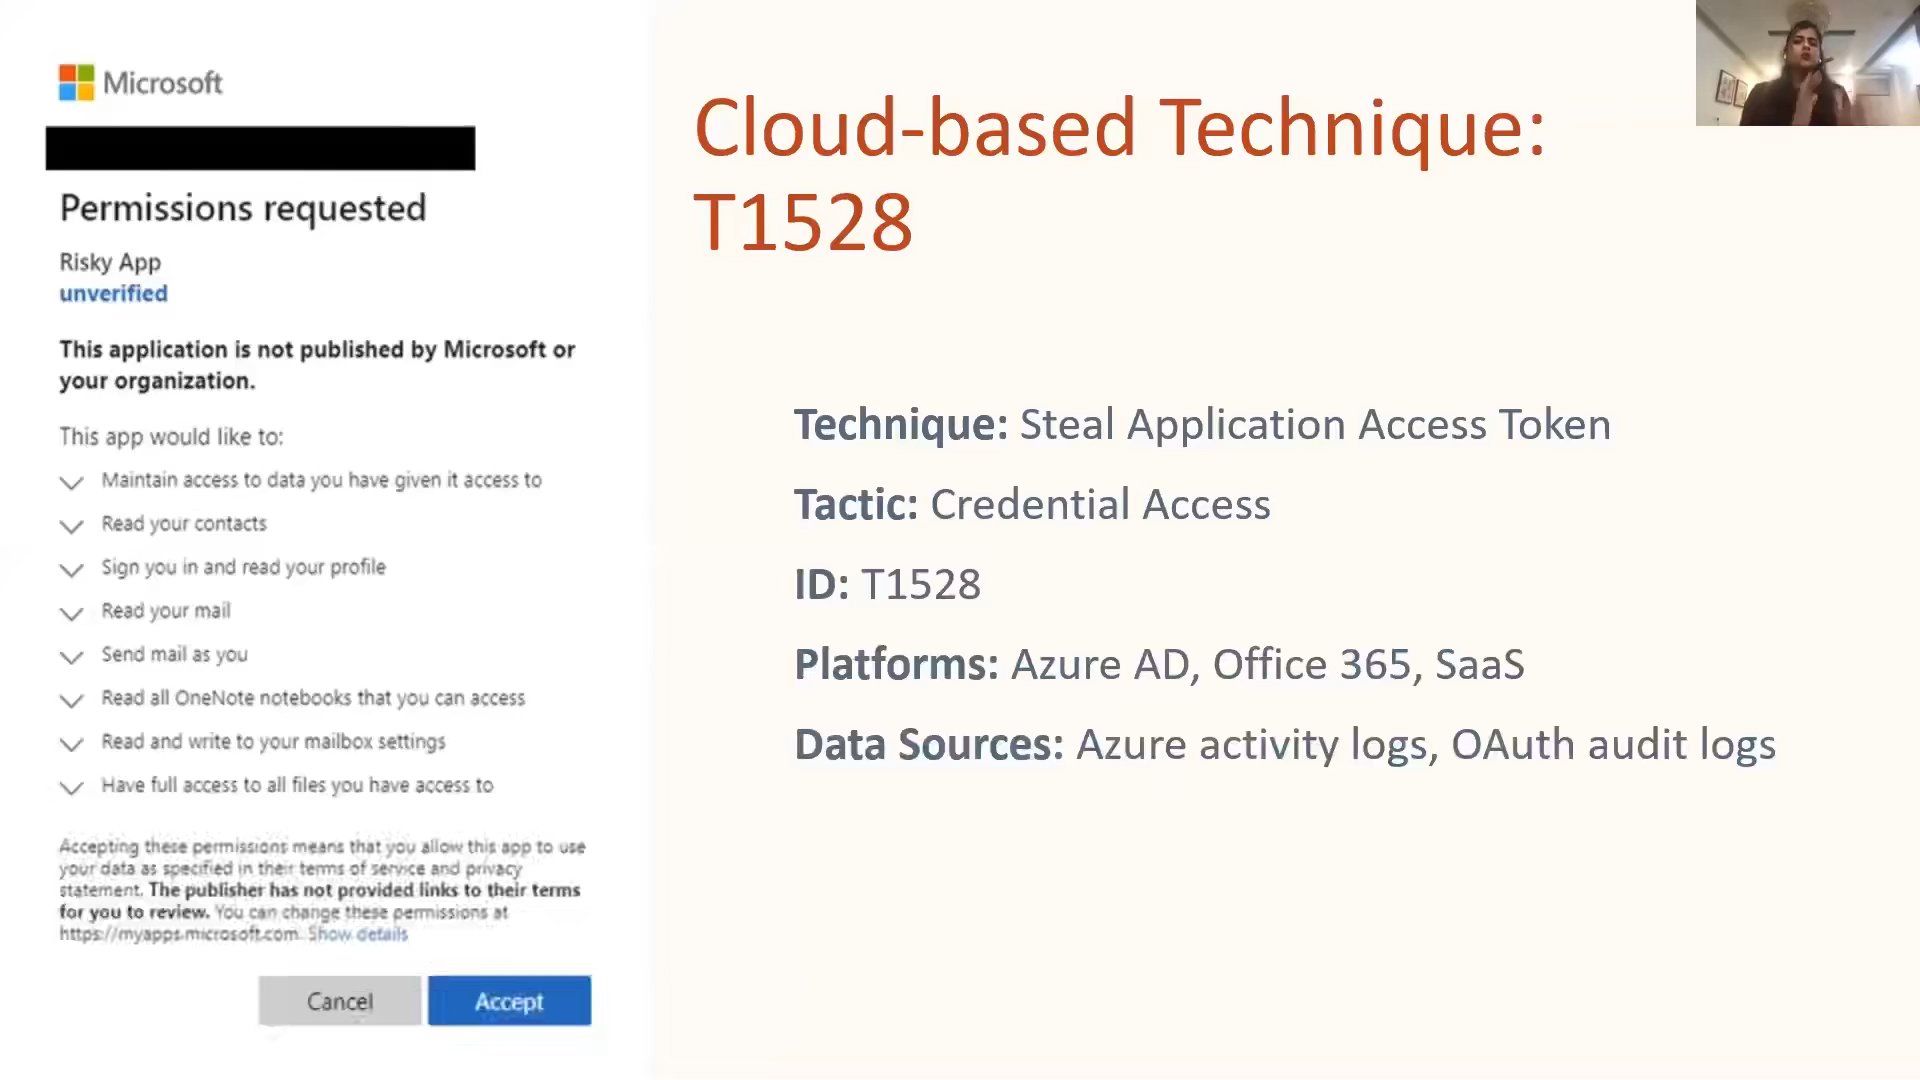 Microsoft
Permissions requested
Risky App
unverified
This application is not published by Microsoft or
your organization.
This app would like to:
Maintain access to data you have given it access to
Read your contacts
Sign you in and read your profile
Read your mail
Send mail as you
Read all OneNote notebooks that you can access
Read and write to your mailbox settings
Have full access to all files you have access to
Accepting these permissions means that you allow this app to use
your data as specified in their terms of service and privacy
statement. The publisher has not provided links to their terms
for you to review. You can change these permissions at
https://myapps.microsoft.com. Show details
Cancel
Accept
Cloud-based Technique:
T1528
Technique: Steal Application Access Token
Tactic: Credential Access
ID: T1528
Platforms: Azure AD, Office 365, SaaS
Data Sources: Azure activity logs, OAuth audit logs